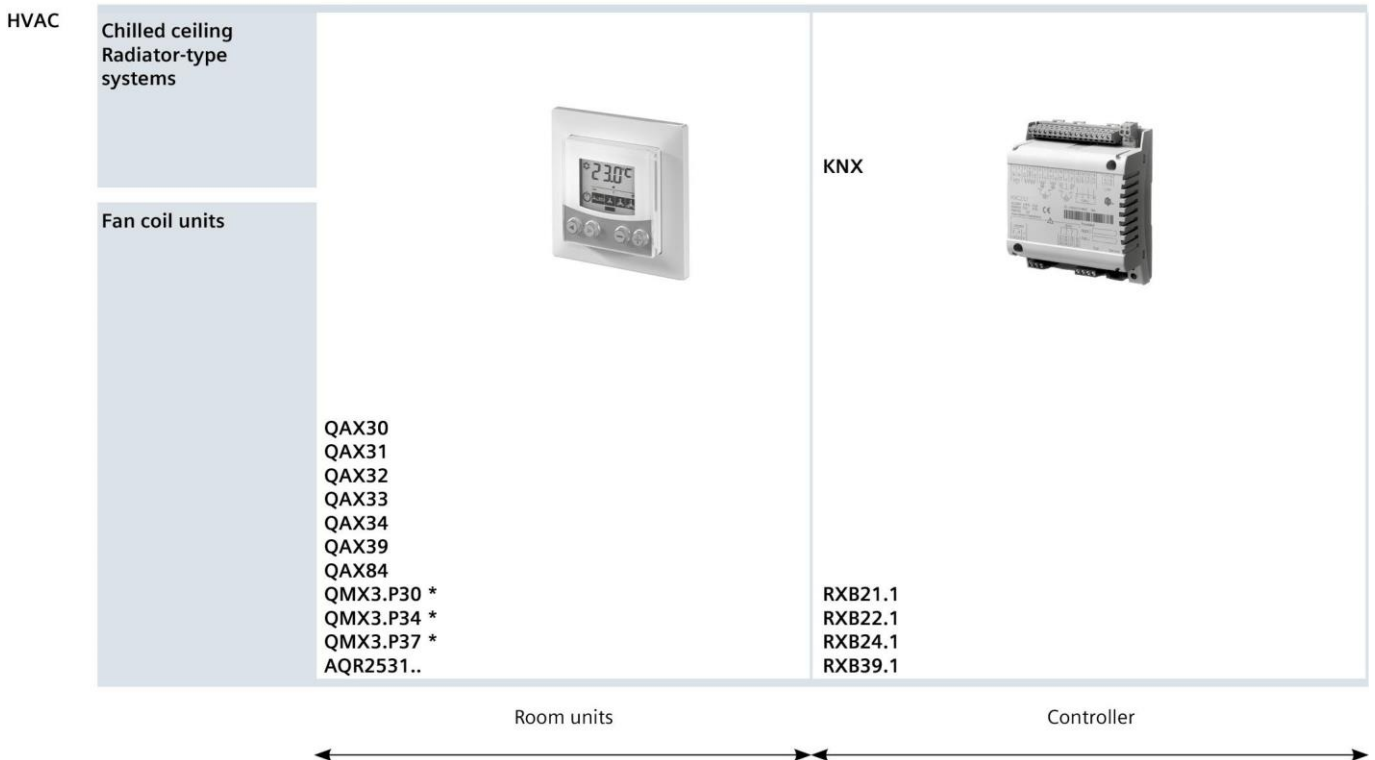 HVAC
Chilled ceiling
Radiator-type
systems
KNX
Fan coil units
23.0°C
QAX30
QAX31
QAX32
QAX33
QAX34
QAX39
QAX84
QMX3.P30 *
QMX3.P34 *
QMX3.P37 *
AQR2531..
RXB21.1
RXB22.1
RXB24.1
RXB39.1
Room units
Controller